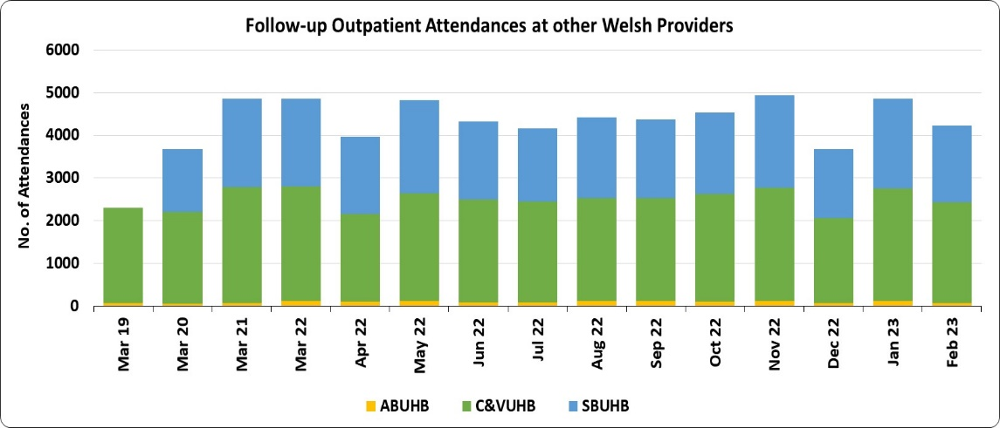 Follow-up Outpatient Attendances at other Welsh Providers
No. of Attendances
6000
5000
4000
3000
2000
1000
0
Mar 19
Mar 20
Mar 21
Mar 22
Apr 22
May 22
Jun 22
Jul 22
Aug 22
Sep 22
Oct 22
Nov 22
Dec 22
Jan 23
Feb 23
ABUHB C&VUHB SBUHB